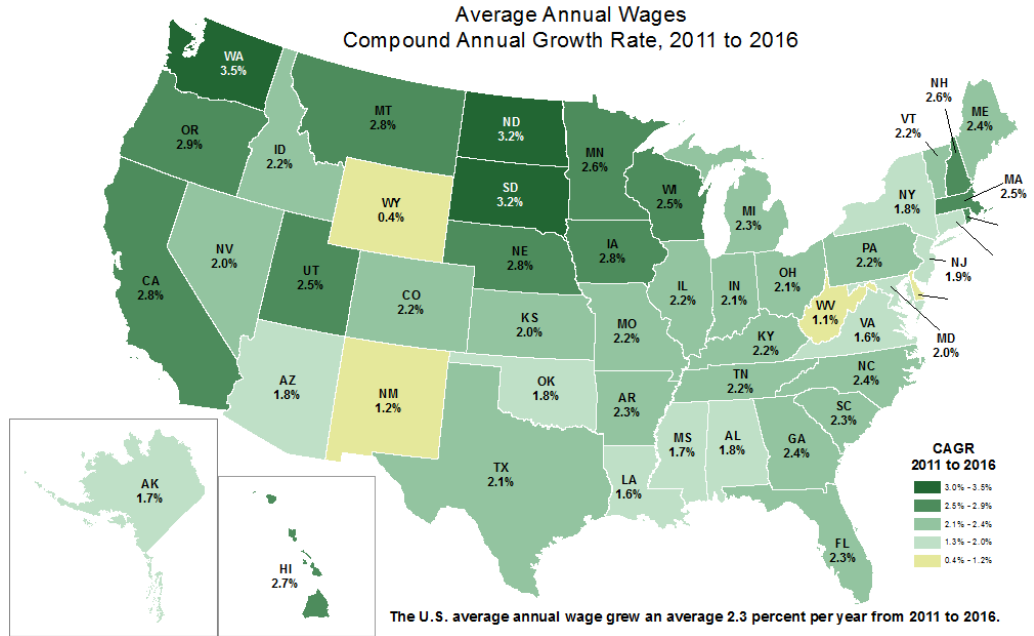 Average Annual Wages
Compound Annual Growth Rate, 2011 to 2016
WA
3.5%
OR
2.9%
CA
2.8%
ID
2.2%
NV
2.0%
MT
2.8%
WY
0.4%
UT
2.5%
AZ
1.8%
CO
2.2%
NM
1.2%
ND
3.2%
SD
3.2%
NE
2.8%
KS
2.0%
OK
1.8%
TX
2.1%
MN
2.6%
IA
2.8%
MO
2.2%
AR
2.3%
LA
1.6%
WI
2.5%
IL
2.2%
MI
2.3%
IN
2.1%
OH
2.1%
KY
2.2%
TN
2.2%
MS
1.7%
AL
1.8%
GA
2.4%
FL
2.3%
SC
2.3%
NC
2.4%
VA
1.6%
WV
1.1%
PA
2.2%
NY
1.8%
VT
2.2%
NH
2.6%
ME
2.4%
MA
2.5%
NJ
1.9%
MD
2.0%
AK
1.7%
HI
2.7%
CAGR
2011 to 2016
3.0% - 3.5%
2.5% - 2.9%
2.1% - 2.4%
1.3% - 2.0%
0.4% - 1.2%
The U.S. average annual wage grew an average 2.3 percent per year from 2011 to 2016.